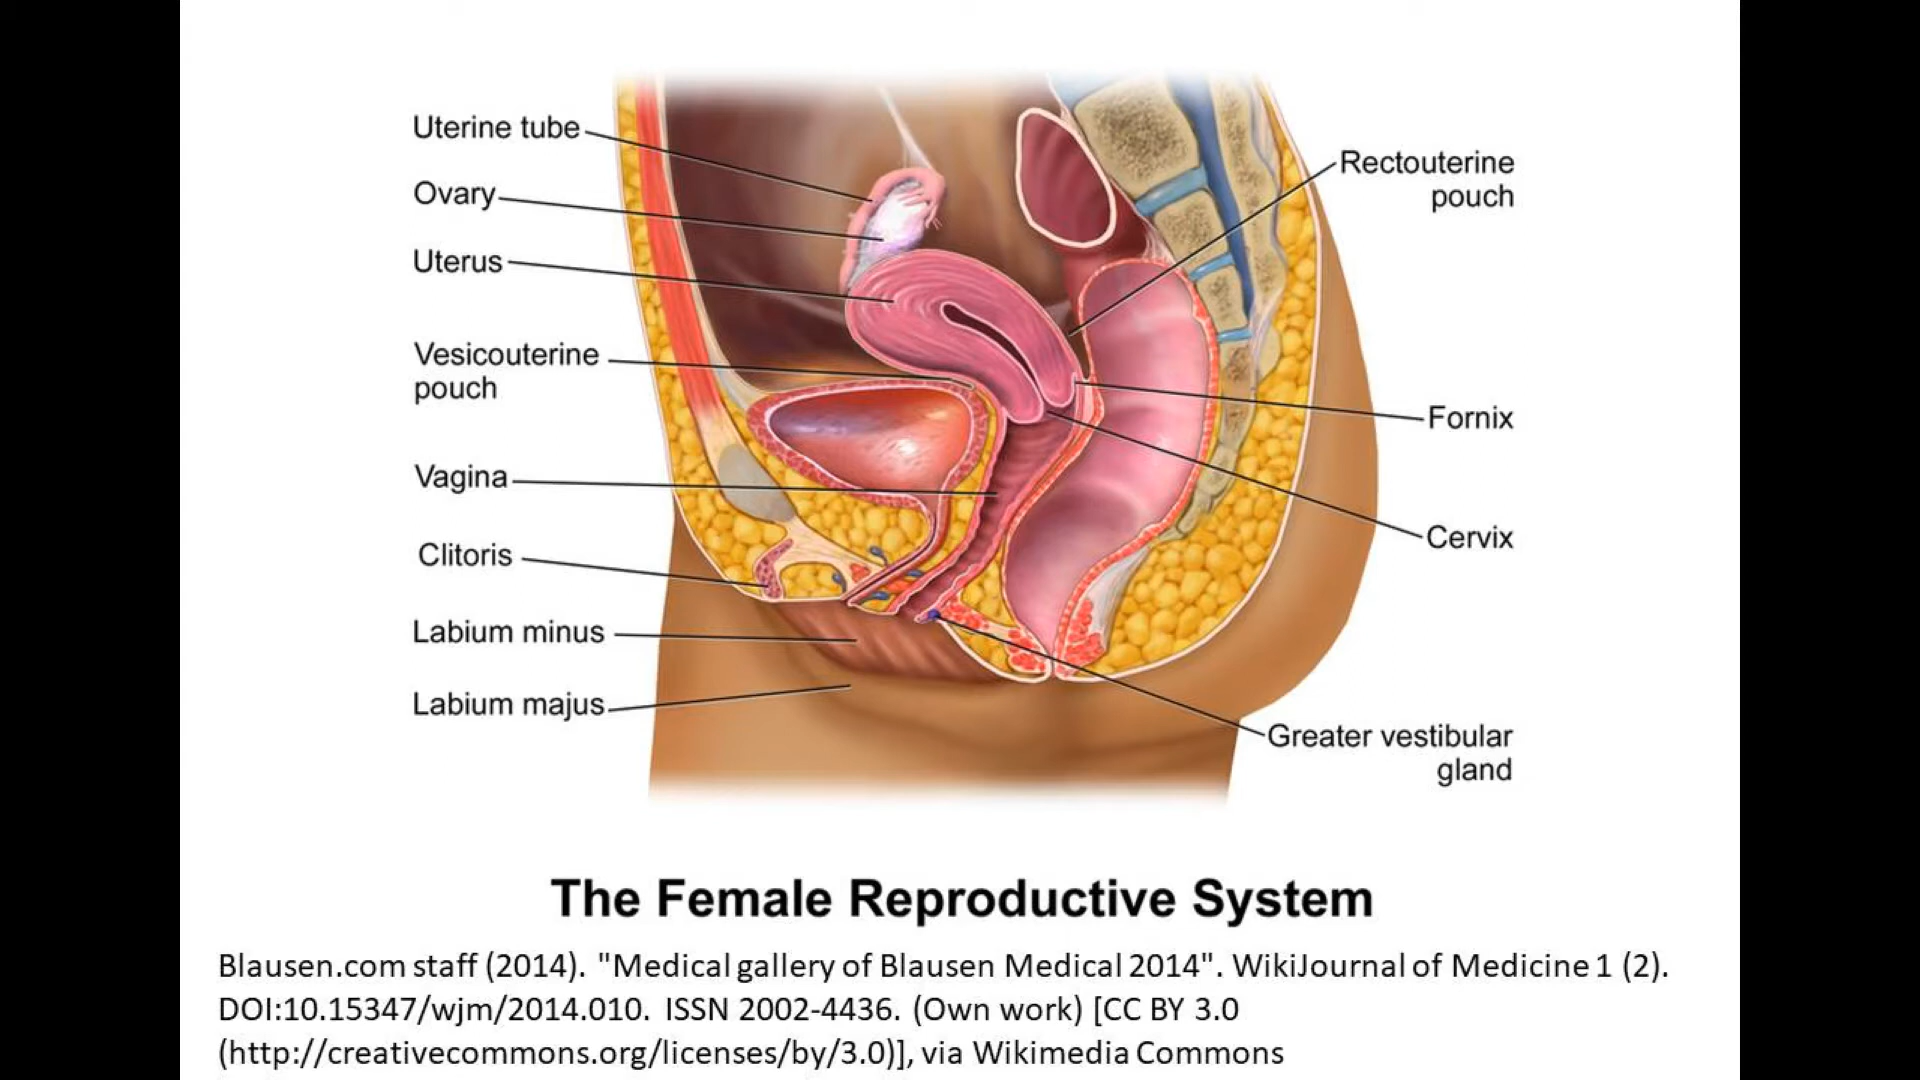 Uterine tube
Ovary
Uterus
Vesicouterine
pouch
Vagina
Clitoris
Labium minus
Labium majus
Rectouterine
pouch
Fornix
Cervix
Greater vestibular
gland
The Female Reproductive System
Blausen.com staff (2014). "Medical gallery of Blausen Medical 2014". WikiJournal of Medicine 1 (2).
DOI:10.15347/wjm/2014.010. ISSN 2002-4436. (Own work) [CC BY 3.0
(http://creativecommons.org/licenses/by/3.0)], via Wikimedia Commons